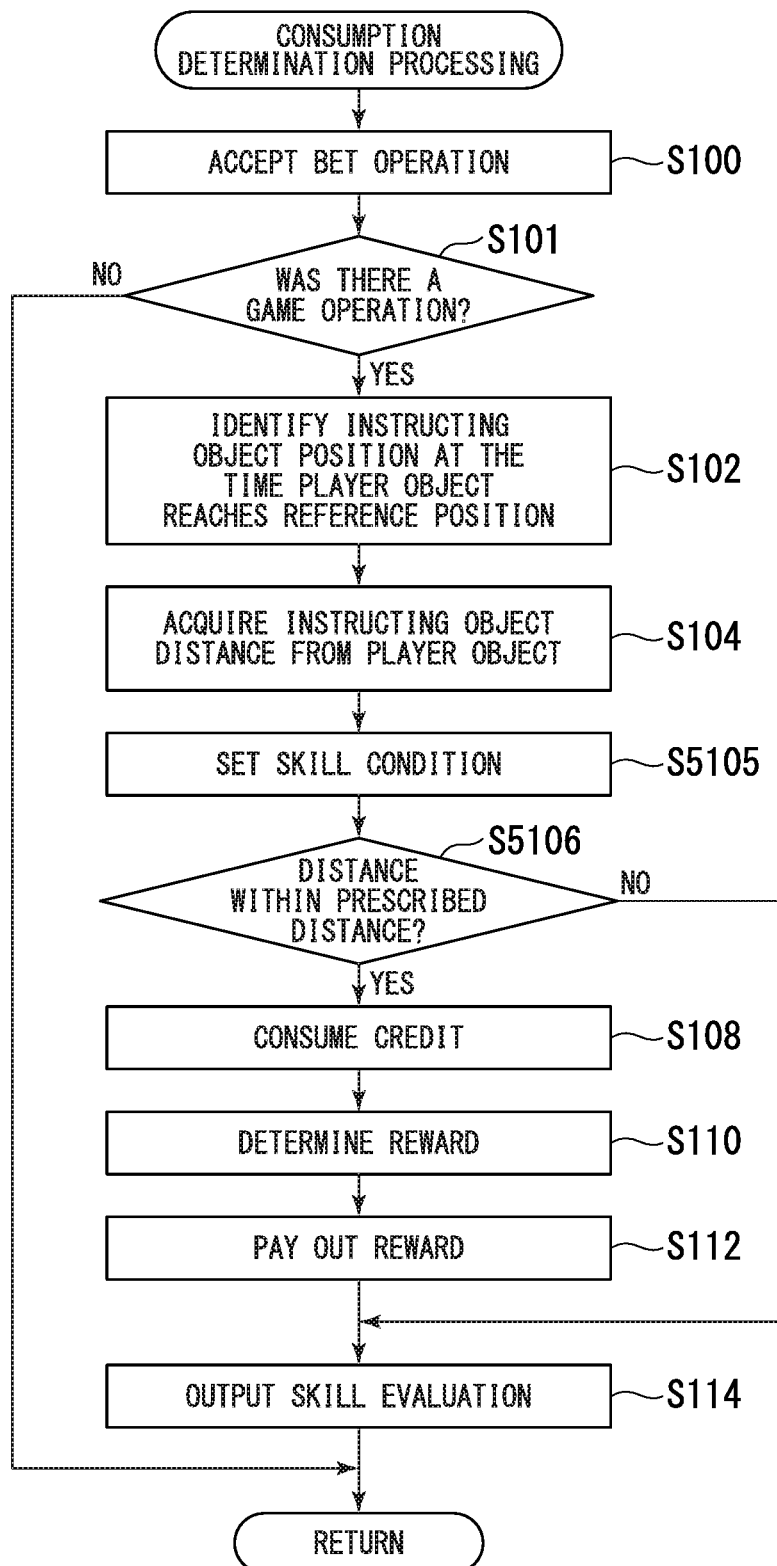 CONSUMPTION
DETERMINATION PROCESSING
ACCEPT BET OPERATION
S100
S101
NO
WAS THERE A
GAME OPERATION?
YES
IDENTIFY INSTRUCTING
OBJECT POSITION AT THE
TIME PLAYER OBJECT
REACHES REFERENCE POSITION
S102
ACQUIRE INSTRUCTING OBJECT
DISTANCE FROM PLAYER OBJECT
S104
SET SKILL CONDITION
S5105
S5106
DISTANCE
WITHIN PRESCRIBED
DISTANCE?
NO
YES
CONSUME CREDIT
S108
DETERMINE REWARD
S110
PAY OUT REWARD
S112
OUTPUT SKILL EVALUATION
S114
RETURN